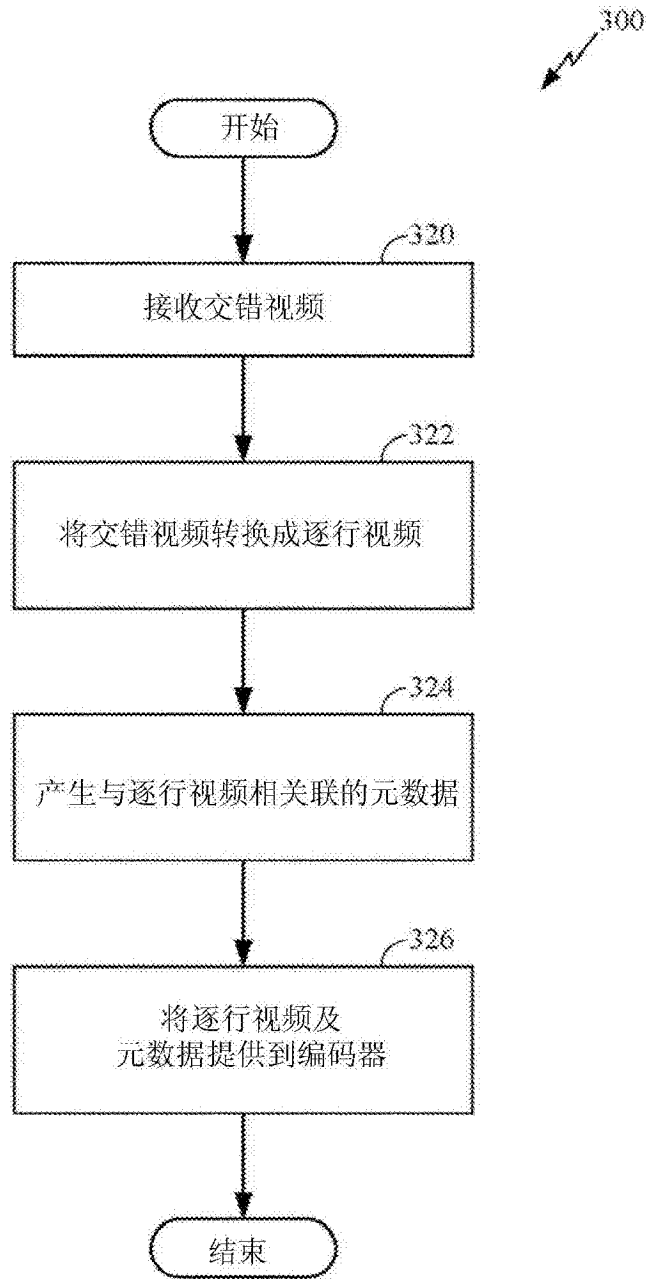 300
开始
320
接收交错视频
322
将交错视频转换成逐行视频
324
产生与逐行视频相关联的元数据
326
将逐行视频及
元数据提供到编码器
结束